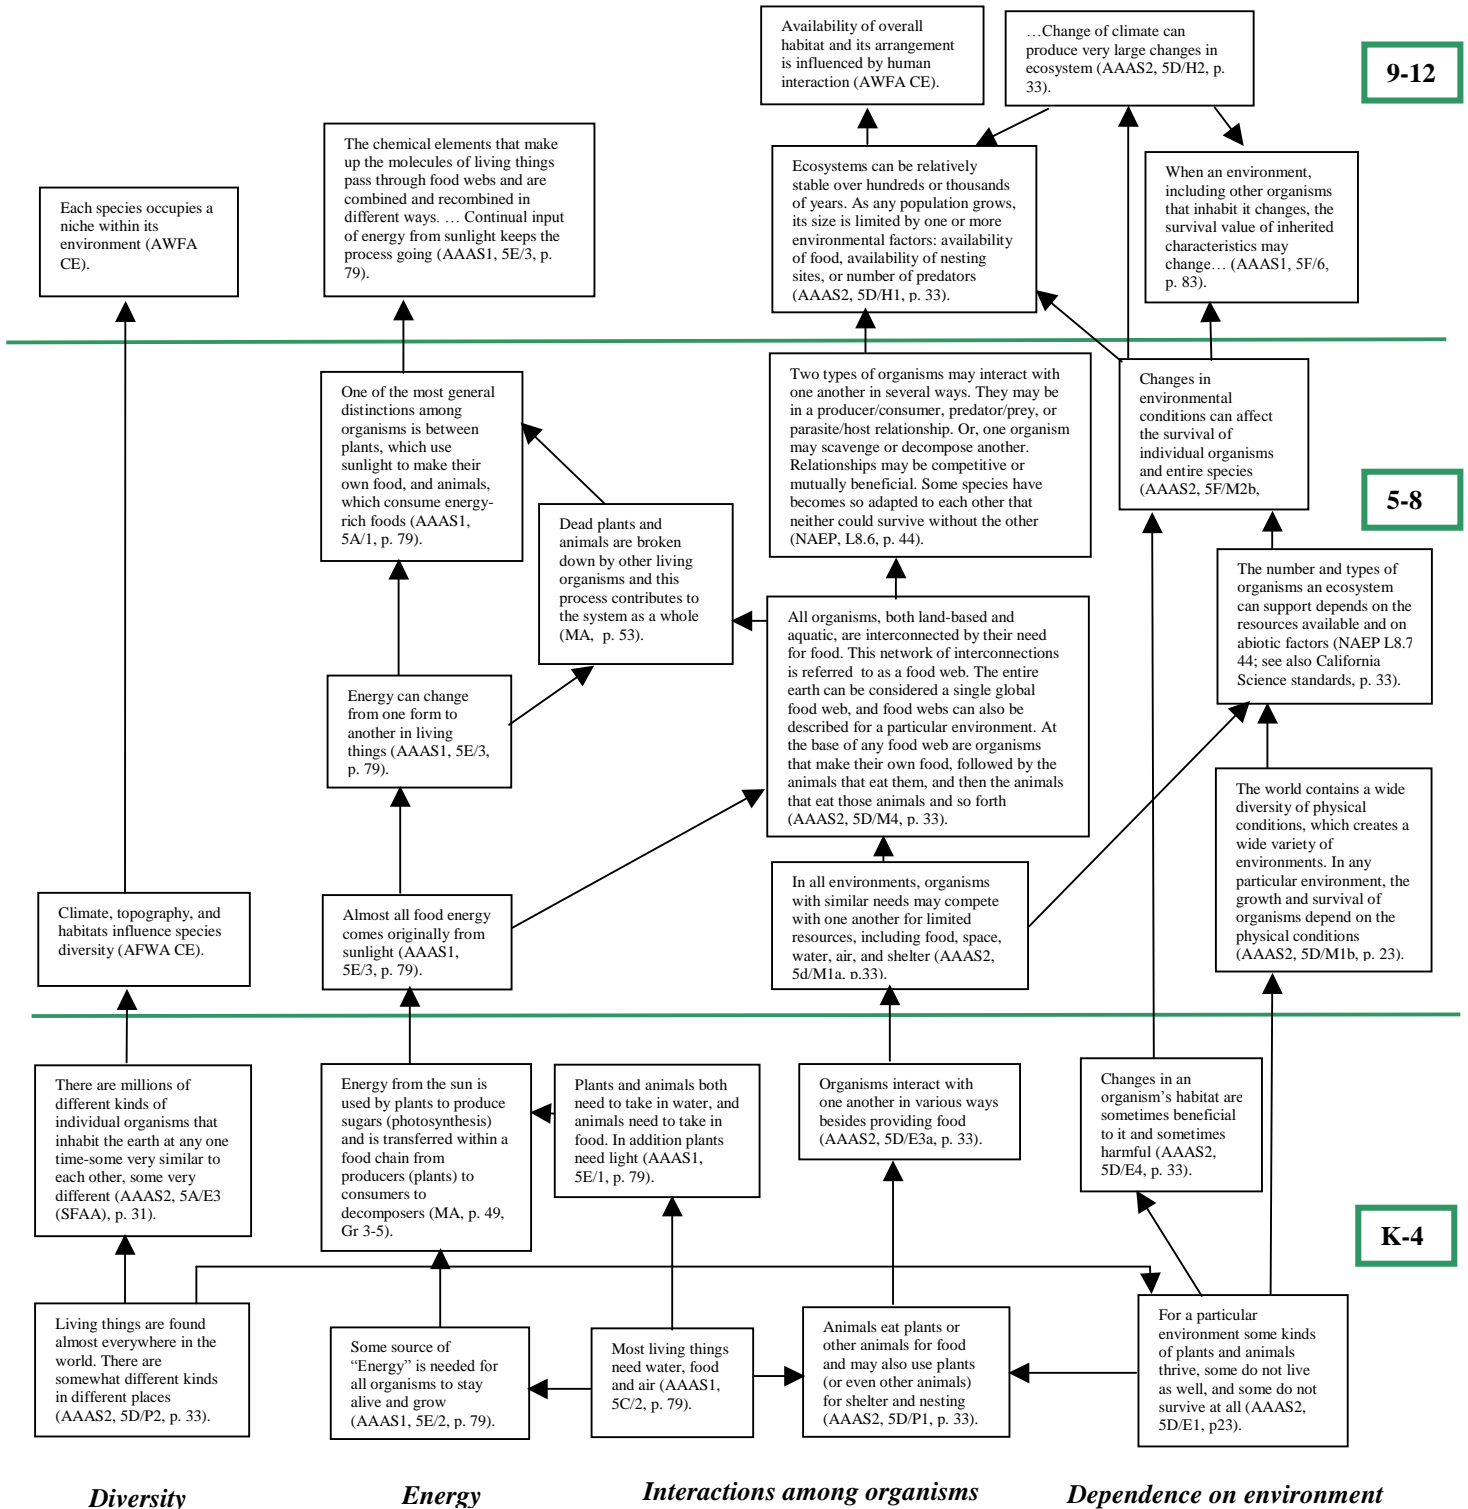 Availability of overall
habitat and its arrangement
is influenced by human
interaction (AWFA CE).
…Change of climate can
produce very large changes in
ecosystem (AAAS2, 5D/H2, p.
33).
9-12
Each species occupies a
niche within its
environment (AWFA
CE).
The chemical elements that make
up the molecules of living things
pass through food webs and are
combined and recombined in
different ways. … Continual input
of energy from sunlight keeps the
process going (AAAS1, 5E/3, p.
79).
Ecosystems can be relatively
stable over hundreds or thousands
of years. As any population grows,
its size is limited by one or more
environmental factors: availability
of food, availability of nesting
sites, or number of predators
(AAAS2, 5D/H1, p. 33).
When an environment,
including other organisms
that inhabit it changes, the
survival value of inherited
characteristics may
change… (AAAS1, 5F/6,
p. 83).
One of the most general
distinctions among
organisms is between
plants, which use
sunlight to make their
own food, and animals,
which consume energy-
rich foods (AAAS1,
5A/1, p. 79).
Dead plants and
animals are broken
down by other living
organisms and this
process contributes to
the system as a whole
(MA, p. 53).
Two types of organisms may interact with
one another in several ways. They may be
in a producer/consumer, predator/prey, or
parasite/host relationship. Or, one organism
may scavenge or decompose another.
Relationships may be competitive or
mutually beneficial. Some species have
becomes so adapted to each other that
neither could survive without the other
(NAEP, L8.6, p. 44).
Changes in
environmental
conditions can affect
the survival of
individual organisms
and entire species
(AAAS2, 5F/M2b,
5-8
The number and types of
organisms an ecosystem
can support depends on the
resources available and on
abiotic factors (NAEP L8.7
44; see also California
Science standards, p. 33).
Energy can change
from one form to
another in living
things (AAAS1, 5E/3,
p. 79).
All organisms, both land-based and
aquatic, are interconnected by their need
for food. This network of interconnections
is referred to as a food web. The entire
earth can be considered a single global
food web, and food webs can also be
described for a particular environment. At
the base of any food web are organisms
that make their own food, followed by the
animals that eat them, and then the animals
that eat those animals and so forth
(AAAS2, 5D/M4, p. 33).
The world contains a wide
diversity of physical
conditions, which creates a
wide variety of
environments. In any
particular environment, the
growth and survival of
organisms depend on the
physical conditions
(AAAS2, 5D/M1b, p. 23).
Climate, topography, and
habitats influence species
diversity (AFWA CE).
Almost all food energy
comes originally from
sunlight (AAAS1,
5E/3, p. 79).
In all environments, organisms
with similar needs may compete
with one another for limited
resources, including food, space,
water, air, and shelter (AAAS2,
5d/M1a, p.33).
There are millions of
different kinds of
individual organisms that
inhabit the earth at any one
time-some very similar to
each other, some very
different (AAAS2, 5A/E3
(SFAA), p. 31).
Energy from the sun is
used by plants to produce
sugars (photosynthesis)
and is transferred within a
food chain from
producers (plants) to
consumers to
decomposers (MA, p. 49,
Gr 3-5).
Plants and animals both
need to take in water, and
animals need to take in
food. In addition plants
need light (AAAS1,
5E/1, p. 79).
Organisms interact with
one another in various ways
besides providing food
(AAAS2, 5D/E3a, p. 33).
Changes in an
organism's habitat are
sometimes beneficial
to it and sometimes
harmful (AAAS2,
5D/E4, p. 33).
K-4
Living things are found
almost everywhere in the
world. There are
somewhat different kinds
in different places
(AAAS2, 5D/P2, p. 33).
Some source of
“Energy” is needed for
all organisms to stay
alive and grow
(AAAS1, 5E/2, p. 79).
Most living things
need water, food
and air (AAAS1,
5C/2, p. 79).
Animals eat plants or
other animals for food
and may also use plants
(or even other animals)
for shelter and nesting
(AAAS2, 5D/P1, p. 33).
For a particular
environment some kinds
of plants and animals
thrive, some do not live
as well, and some do not
survive at all (AAAS2,
5D/E1, p23).
Diversity
Energy
Interactions among organisms
Dependence on environment